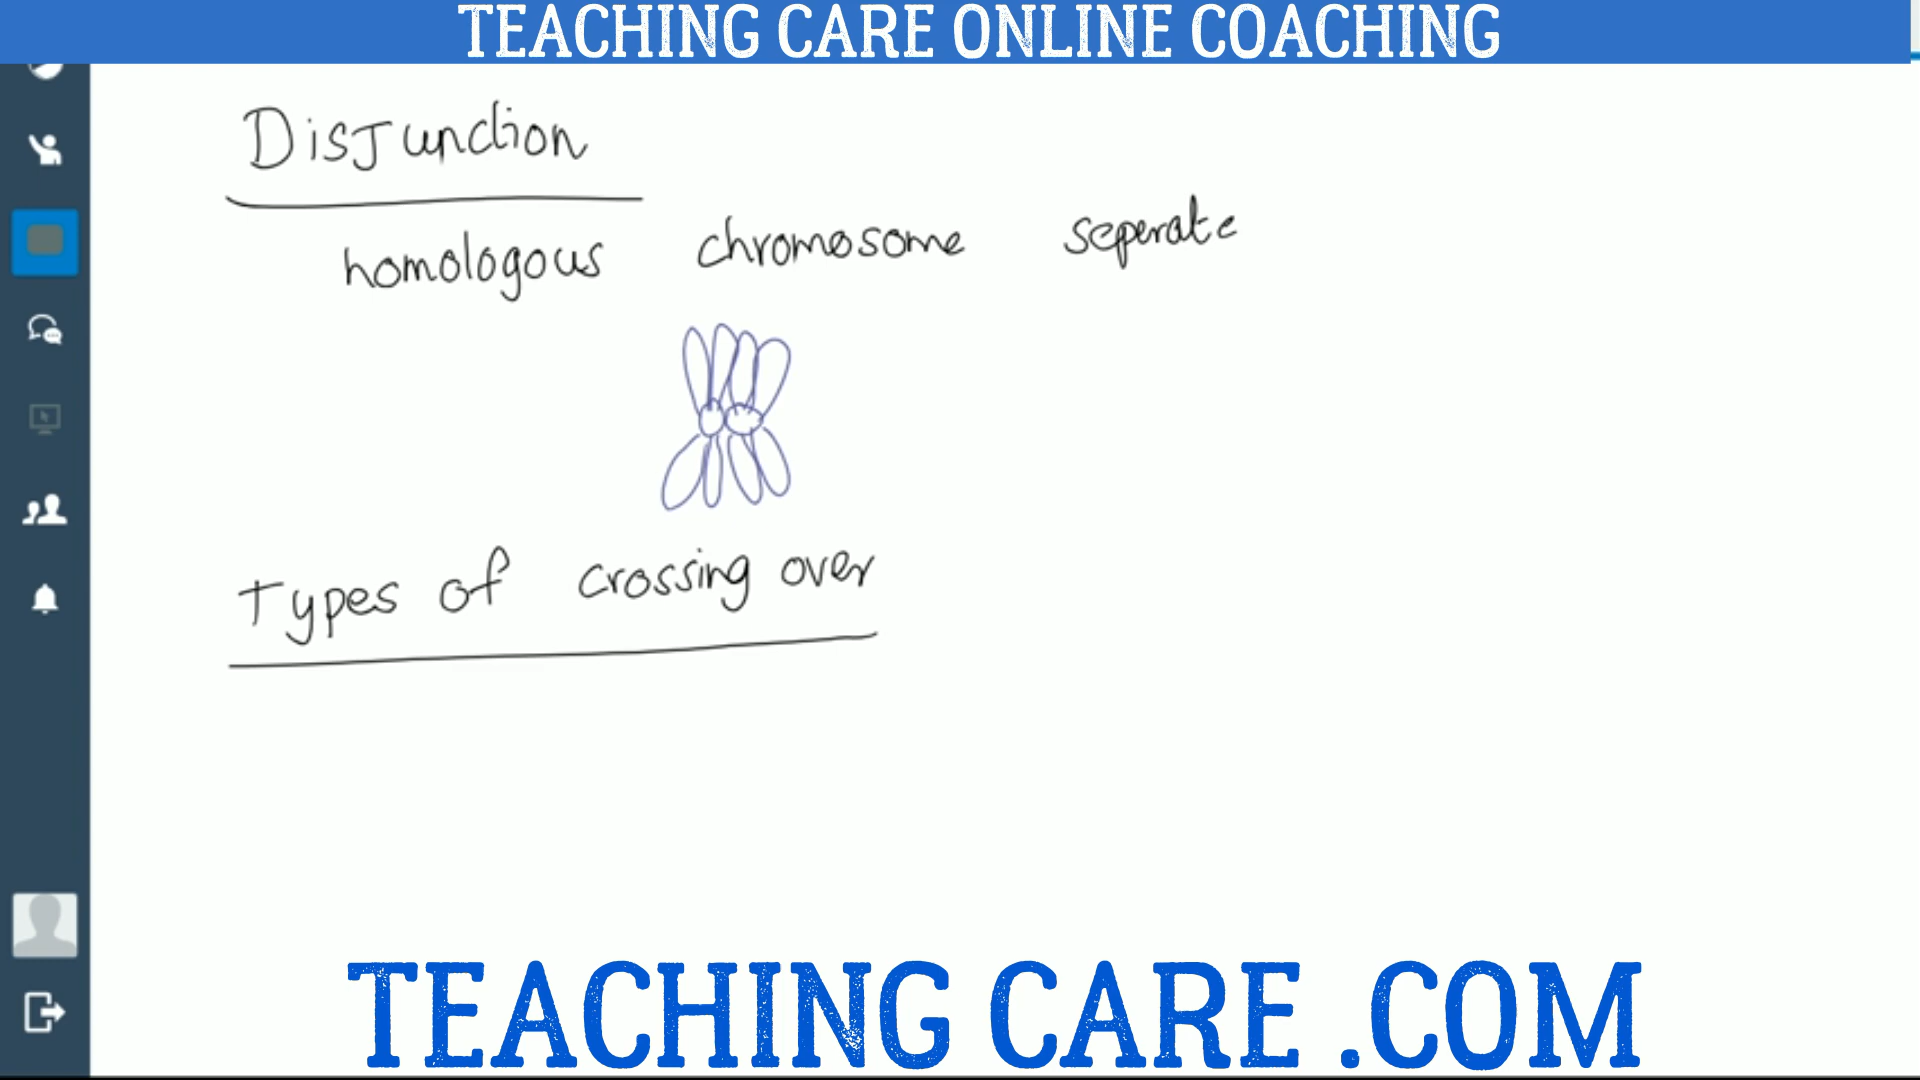 TEACHING CARE ONLINE COACHING
Disjunction
homologous chromosome seperate
Types of crossing over
TEACHING CARE .COM